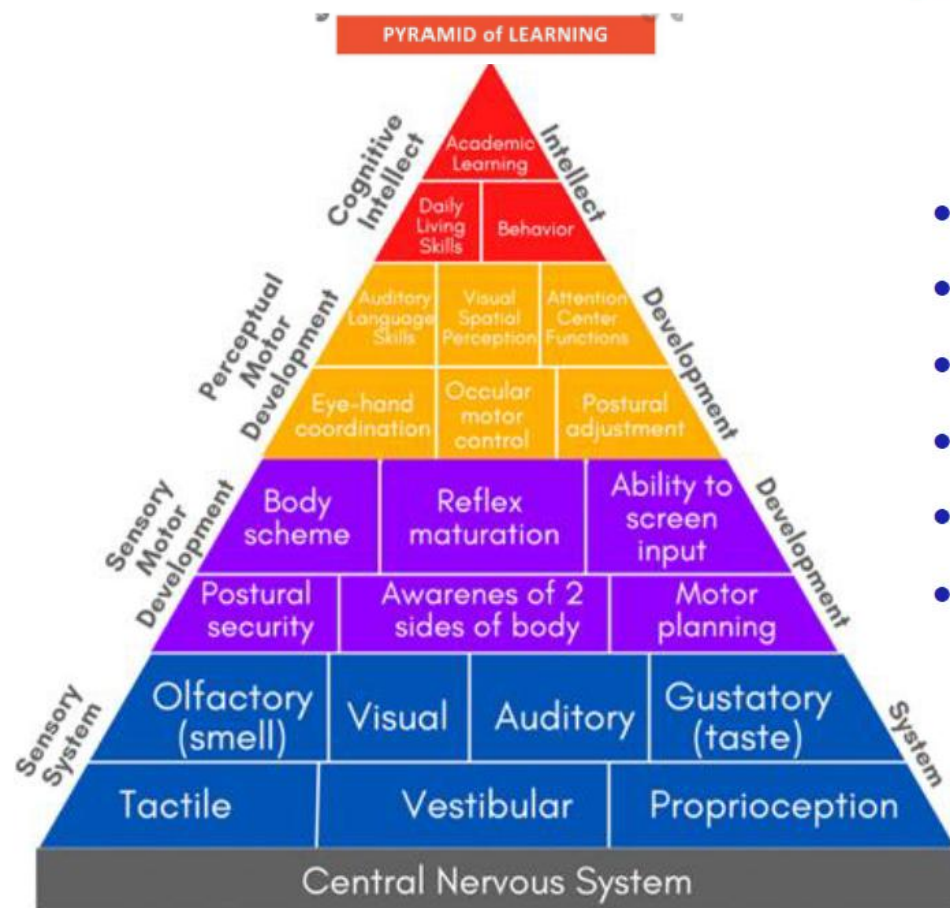 PYRAMID of LEARNING
Cognitive
Intellect
Intellect
Academic
Learning
Daily
Living
Skills
Behavior
Perceptual
Motor
Development
Development
Auditory
Language
Skills
Visual
Spatial
Perception
Attention
Center
Functions
Eye-hand
coordination
Occular
motor
control
Postural
adjustment
Sensory
Motor
Development
Development
Body
scheme
Reflex
maturation
Ability to
screen
input
Postural
security
Awarenes of 2
sides of body
Motor
planning
Sensory
System
System
Olfactory
(smell)
Visual
Auditory
Gustatory
(taste)
Tactile
Vestibular
Proprioception
Central Nervous System